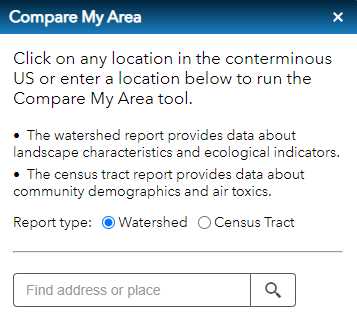 Compare My Area
Click on any location in the conterminous
US or enter a location below to run the
Compare My Area tool.
• The watershed report provides data about
landscape characteristics and ecological indicators.
• The census tract report provides data about
community demographics and air toxics.
Report type: Watershed Census Tract
Find address or place